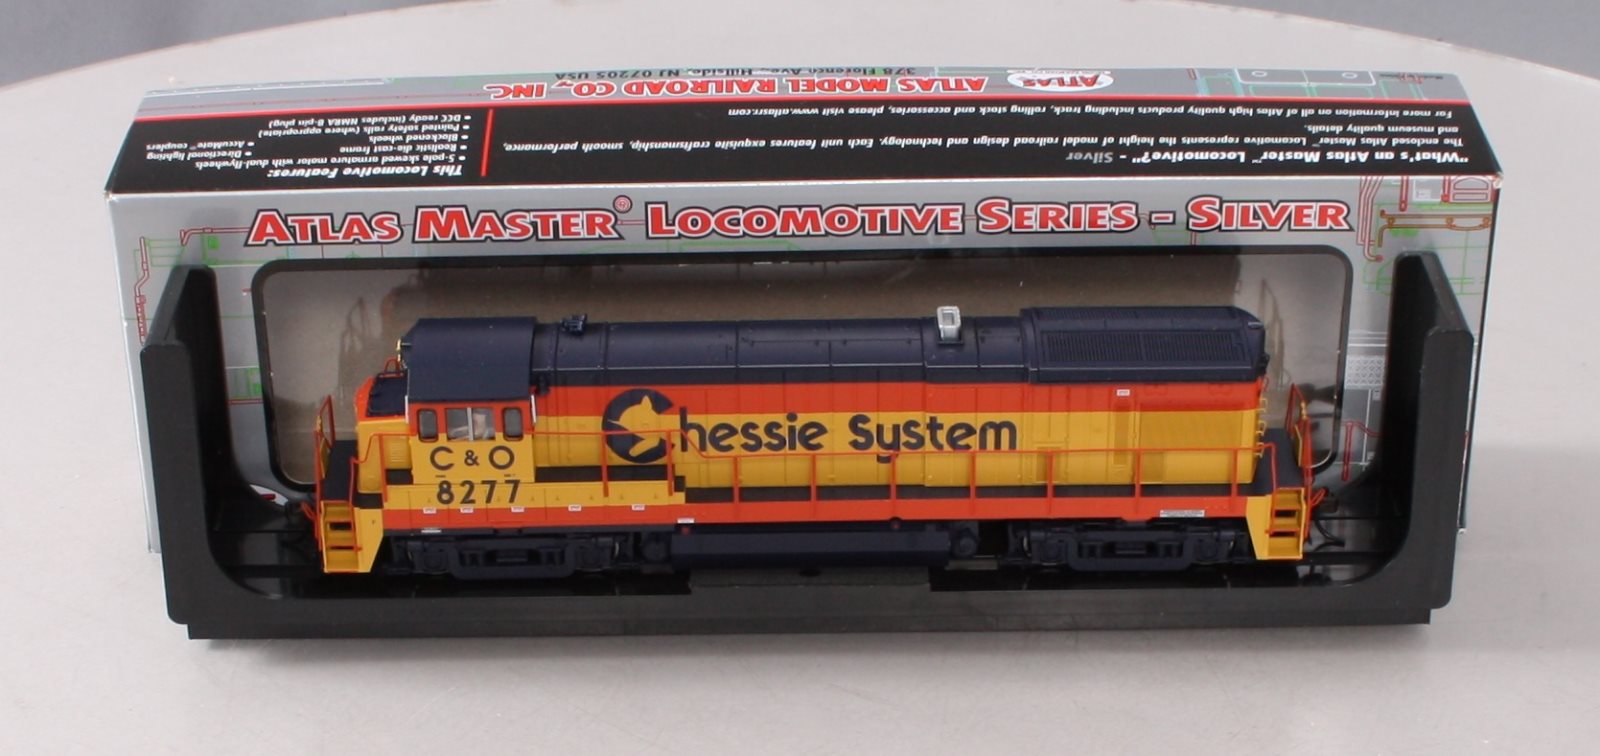 378 Florence Ave., Hillside, NJ 07205 USA
ATLAS MODEL RAILROAD CO., INC.
ATLAS
For more information on all of Atlas high quality products including track, rolling stock and accessories, please visit www.atlasrr.com
and museum quality details.
The enclosed Atlas Master™ Locomotive represents the height of model railroad design and technology. Each unit features exquisite craftsmanship, smooth performance,
"What's an Atlas Master™ Locomotive?" - Silver
This Locomotive Features:
• 5-pole skewed armature motor with dual-flywheels
• Realistic die-cast frame
• Blackened wheels
• Painted safety rails (where appropriate)
• DCC ready (includes NMRA 8-pin plug)
• Directional lighting
• AccuMate® couplers
ATLAS MASTER® LOCOMOTIVE SERIES - SILVER
Chessie System
C & O
8277
F